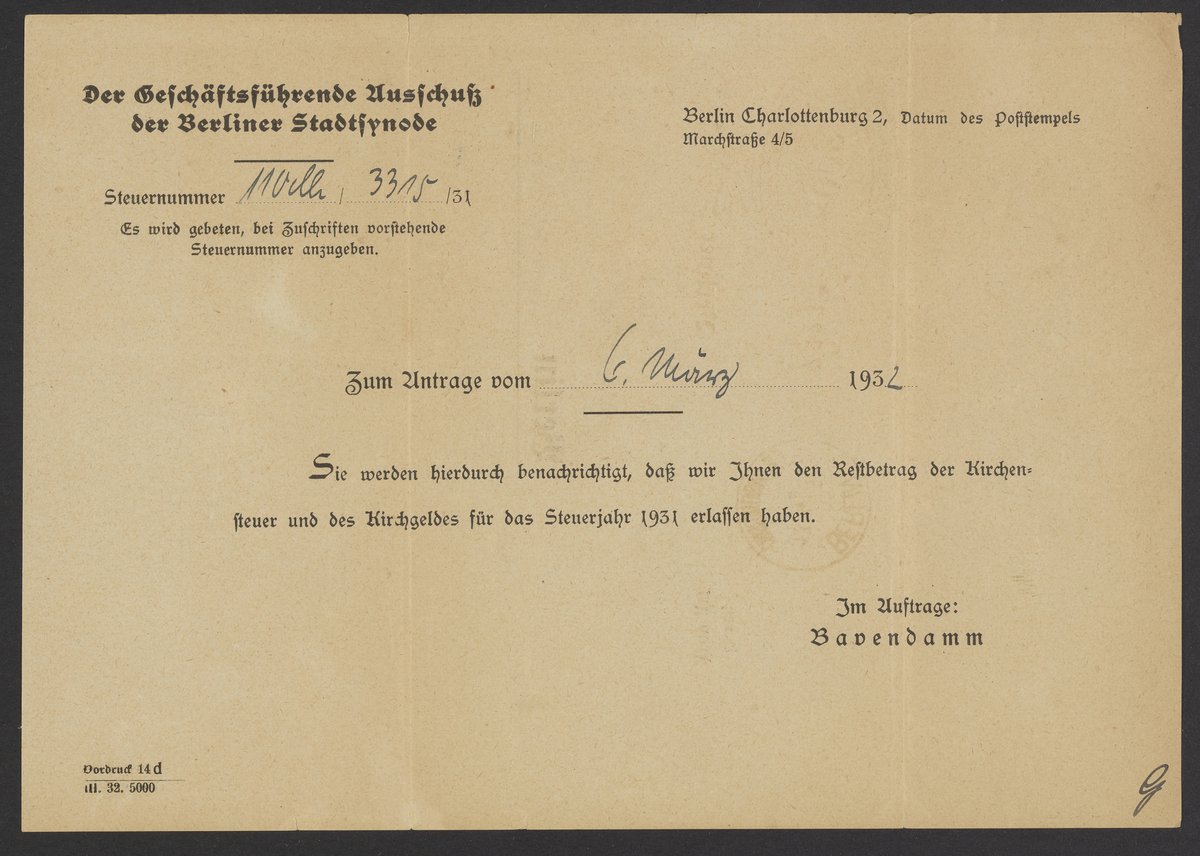 Der Geschäftsführende Ausschuß
der Berliner Stadtsynode
Berlin Charlottenburg 2, Datum des Poststempels
Marchstraße 4/5
Steuernummer / 3315 /31
Es wird gebeten, bei Zuschriften vorstehende
Steuernummer anzugeben.
Zum Antrage vom 6. März 1932
Sie werden hierdurch benachrichtigt, daß wir Ihnen den Restbetrag der Kirchen-
steuer und des Kirchgeldes für das Steuerjahr 1931 erlassen haben.
Im Auftrage:
Bavendamm
Vordruck 14d
III. 32. 5000